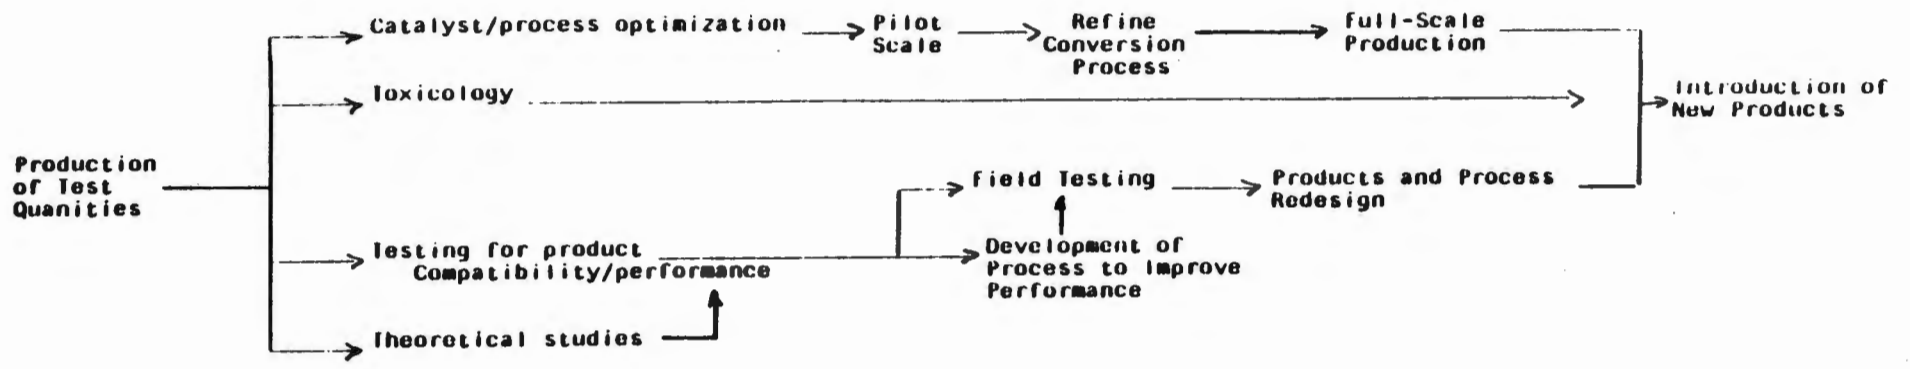 Catalyst/process optimization
Pilot
Scale
Refine
Conversion
Process
Full-Scale
Production
Toxicology
Introduction of
New Products
Production
of Test
Quanities
Field Testing
Products and Process
Redesign
Testing for product
Compatibility/performance
Development of
Process to Improve
Performance
Theoretical studies